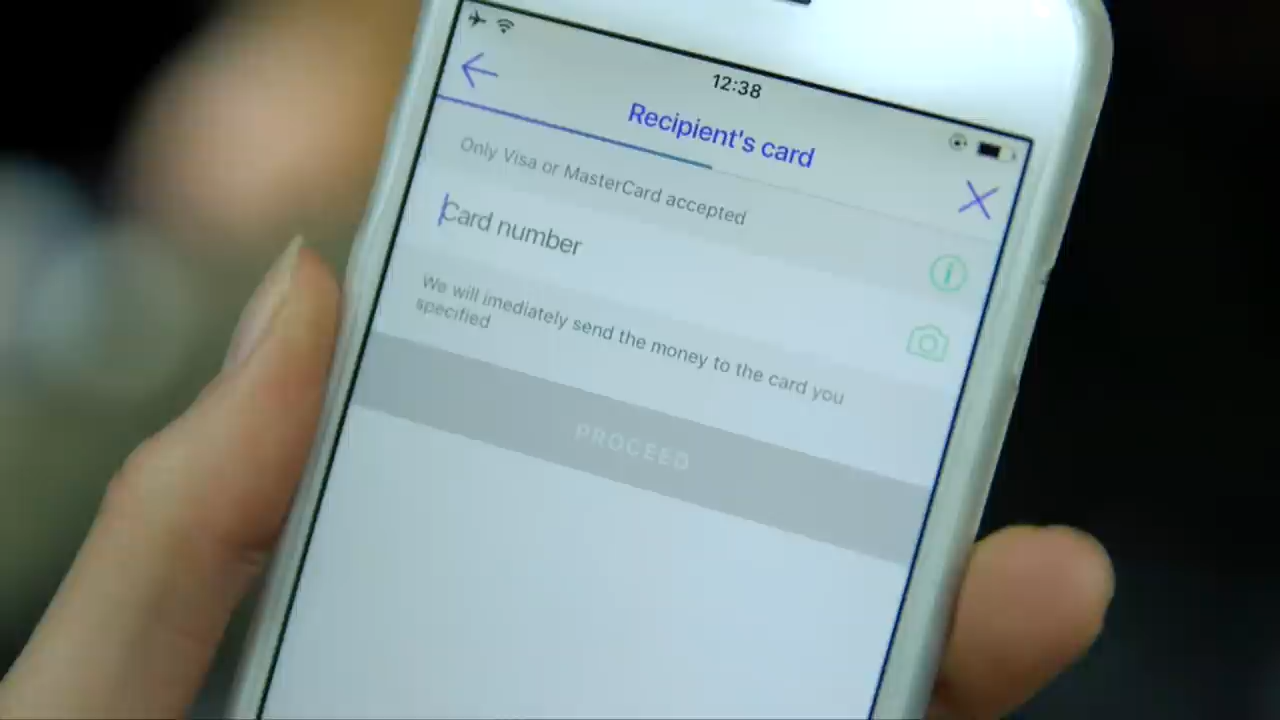 12:38
Recipient's card
Only Visa or MasterCard accepted
Card number
We will imediately send the money to the card you
specified
PROCEED